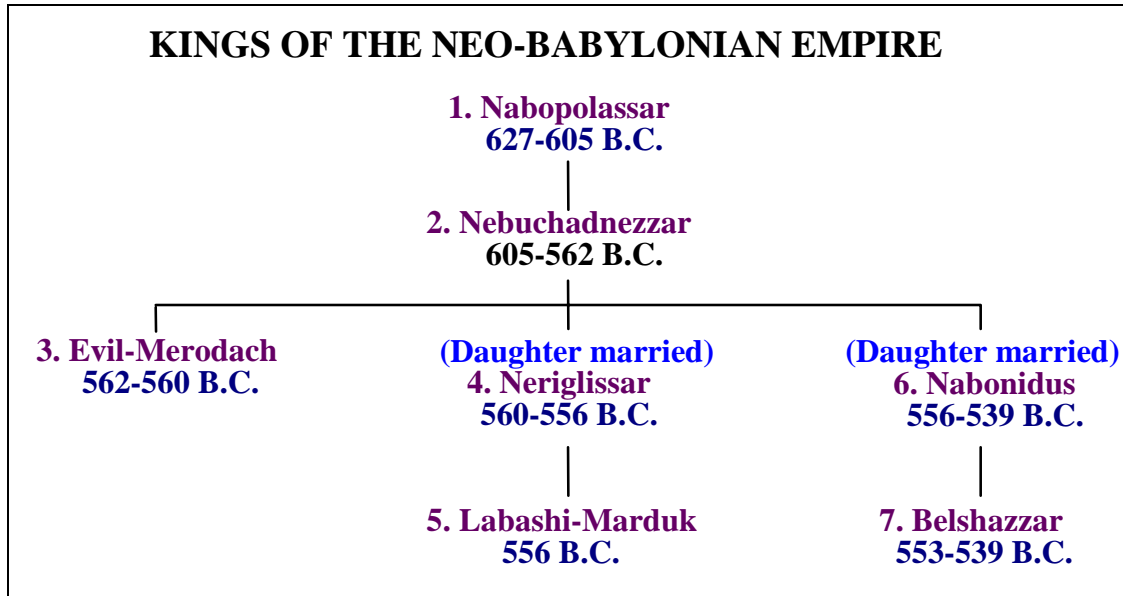 KINGS OF THE NEO-BABYLONIAN EMPIRE
1. Nabopolassar
627-605 B.C.
2. Nebuchadnezzar
605-562 B.C.
3. Evil-Merodach
562-560 B.C.
(Daughter married)
4. Neriglissar
560-556 B.C.
(Daughter married)
6. Nabonidus
556-539 B.C.
5. Labashi-Marduk
556 B.C.
7. Belshazzar
553-539 B.C.